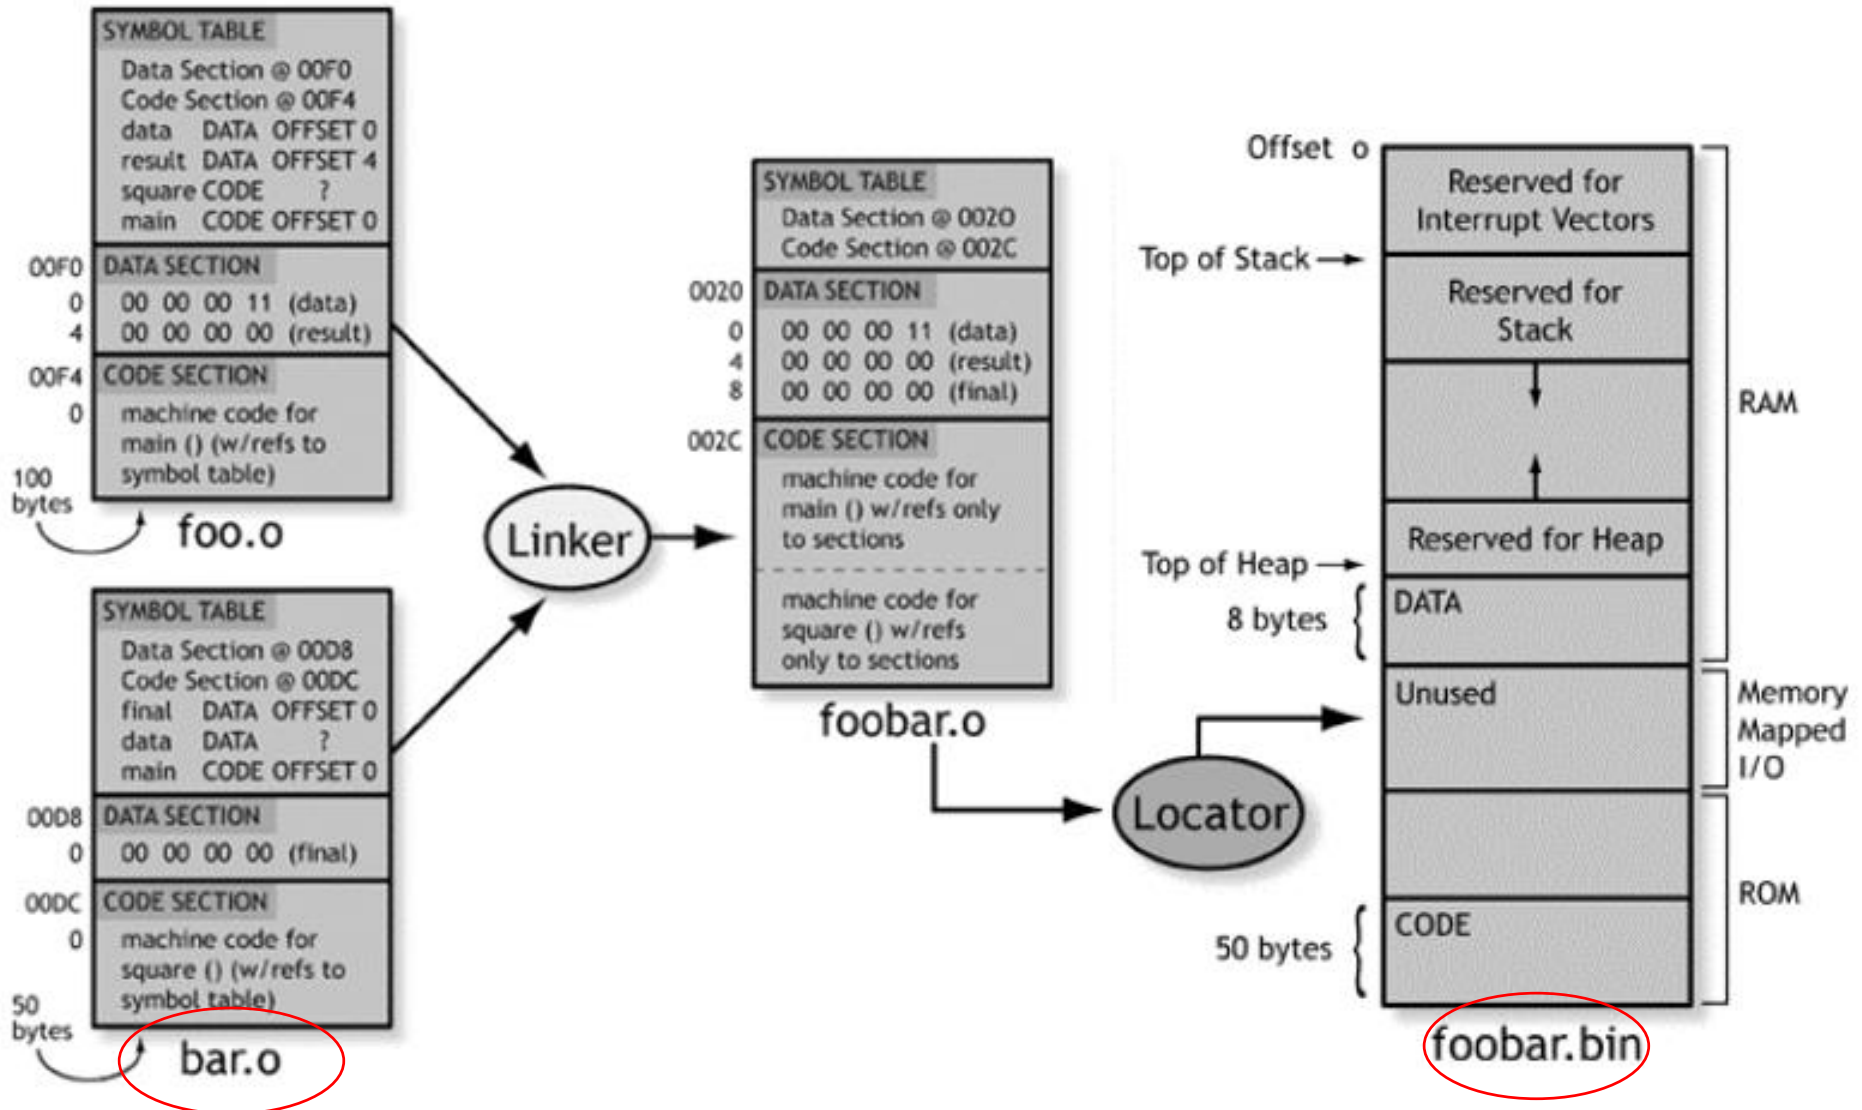 SYMBOL TABLE
Data Section @ 00F0
Code Section @ 00F4
data DATA OFFSET 0
result DATA OFFSET 4
square CODE ?
main CODE OFFSET 0
00F0 DATA SECTION
0 00 00 00 11 (data)
4 00 00 00 00 (result)
00F4 CODE SECTION
0 machine code for
main () (w/refs to
symbol table)
100
bytes
foo.o
SYMBOL TABLE
Data Section @ 00D8
Code Section @ 00DC
final DATA OFFSET 0
data DATA ?
main CODE OFFSET 0
00D8 DATA SECTION
0 00 00 00 00 (final)
00DC CODE SECTION
0 machine code for
square () (w/refs to
symbol table)
50
bytes
bar.o
Linker
SYMBOL TABLE
Data Section @ 0020
Code Section @ 002C
0020 DATA SECTION
0 00 00 00 11 (data)
4 00 00 00 00 (result)
8 00 00 00 00 (final)
002C CODE SECTION
machine code for
main () w/refs only
to sections
machine code for
square () w/refs
only to sections
foobar.o
Locator
Offset o
Reserved for
Interrupt Vectors
Top of Stack
Reserved for
Stack
RAM
Reserved for Heap
Top of Heap
DATA
8 bytes
Unused
Memory
Mapped
I/O
ROM
CODE
50 bytes
foobar.bin